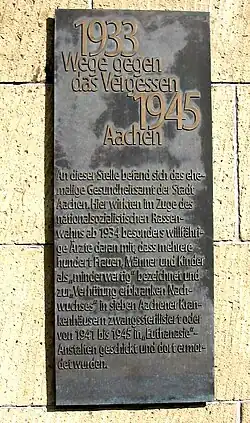 1933
Wege gegen
das Vergessen
1945
Aachen
An dieser Stelle befand sich das ehe-
malige Gesundheitsamt der Stadt
Aachen. Hier wirkten im Zuge des
nationalsozialistischen Rassen-
wahns ab 1934 besonders willfähri-
ge Ärzte daran mit, dass mehrere
hundert Frauen, Männer und Kinder
als „minderwertig" bezeichnet und
zur „Verhütung erbkranken Nach-
wuchses" in sieben Aachener Kran-
kenhäusern zwangssterilisiert oder
von 1941 bis 1945 in „Euthanasie"-
Anstalten geschickt und dort ermor-
det wurden.